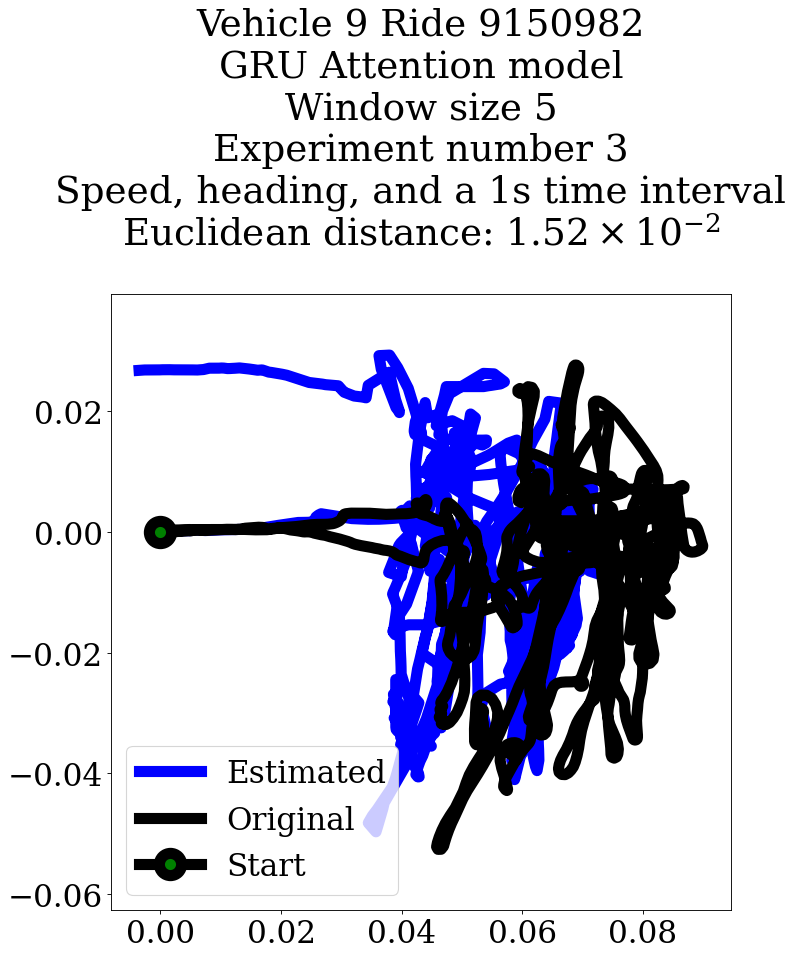 Vehicle 9 Ride 9150982
GRU Attention model
Window size 5
Experiment number 3
Speed, heading, and a 1s time interval
Euclidean distance: 1.52 × 10⁻²
0.02
0.00
−0.02
−0.04
−0.06
Estimated
Original
Start
0.00 0.02 0.04 0.06 0.08